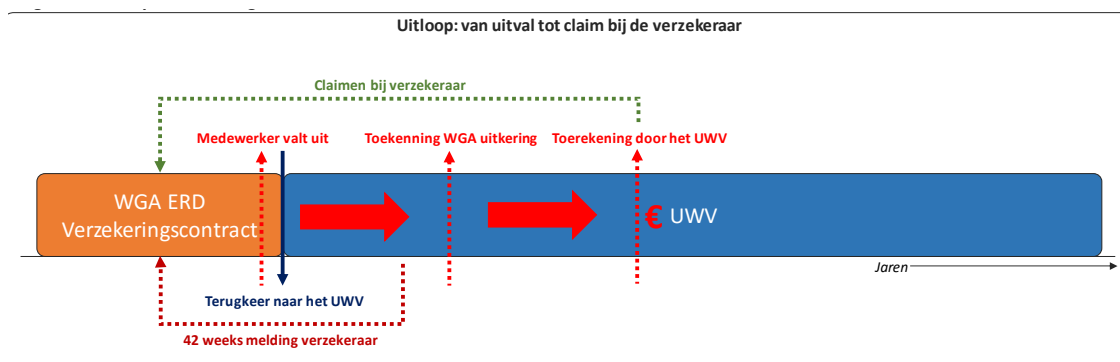 Uitloop: van uitval tot claim bij de verzekeraar
Claimen bij verzekeraar
Medewerker valt uit
Toekenning WGA uitkering
Toerekening door het UWV
WGA ERD
Verzekeringscontract
€ UWV
Jaren
Terugkeer naar het UWV
42 weeks melding verzekeraar